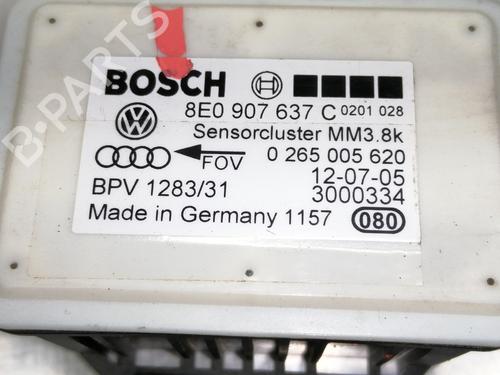 B-PARTS
BOSCH
8E0 907 637 C 0201 028
Sensorcluster MM3.8k
FOV 0 265 005 620
BPV 1283/31 12-07-05
3000334
Made in Germany 1157 080